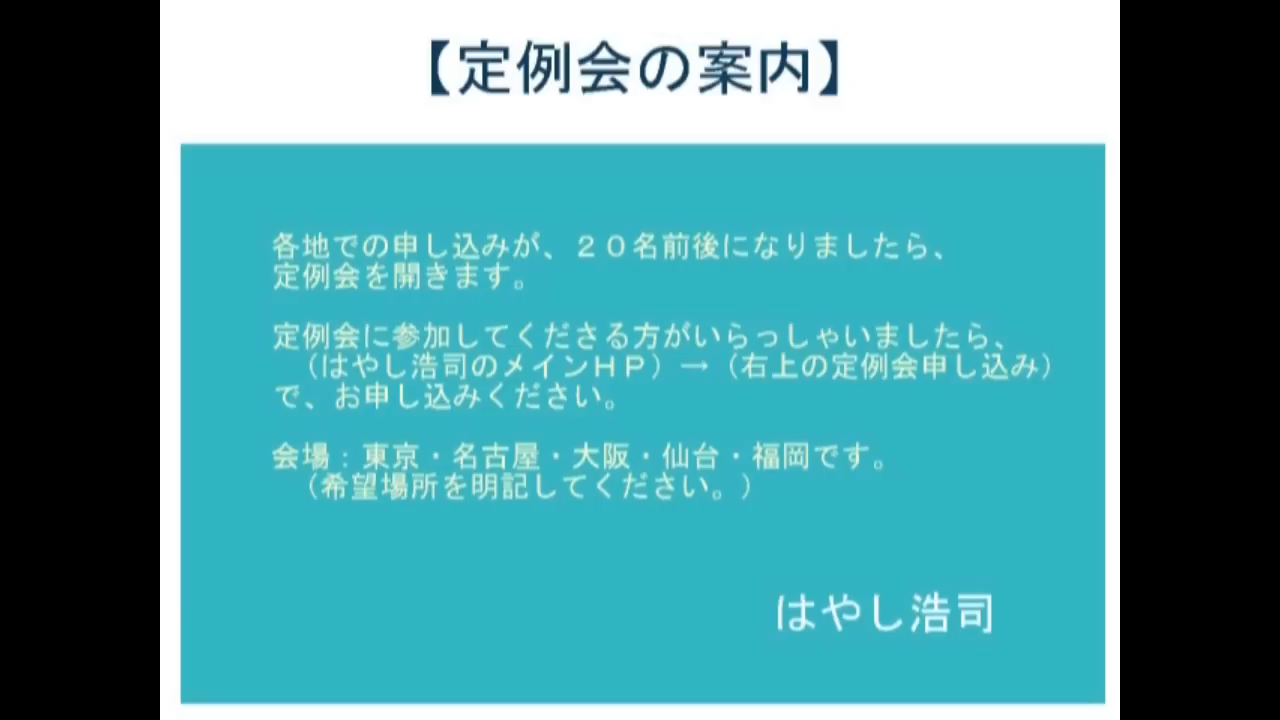 【定例会の案内】
各地での申し込みが、２０名前後になりましたら、
定例会を開きます。
定例会に参加してくださる方がいらっしゃいましたら、
（はやし浩司のメインＨＰ）→（右上の定例会申し込み）
で、お申し込みください。
会場：東京・名古屋・大阪・仙台・福岡です。
（希望場所を明記してください。）
はやし浩司